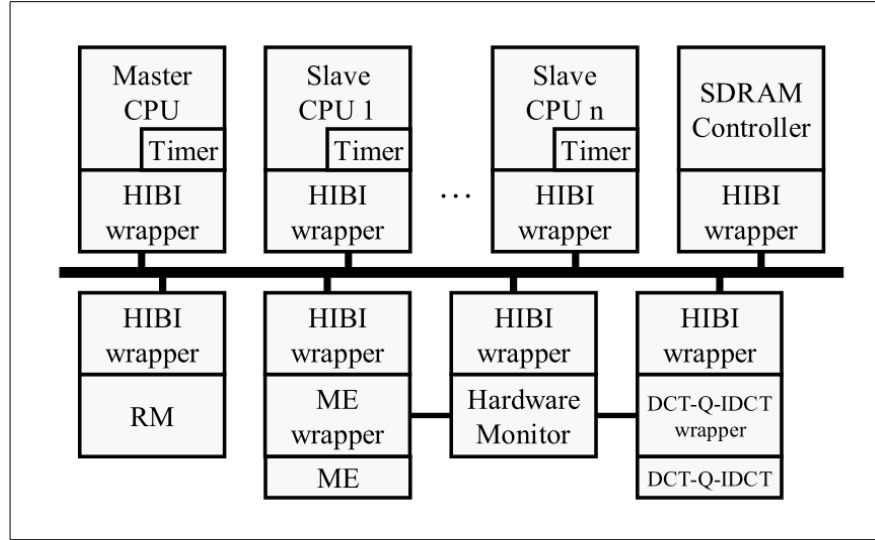 Master
CPU
Timer
HIBI
wrapper
Slave
CPU 1
Timer
HIBI
wrapper
...
Slave
CPU n
Timer
HIBI
wrapper
SDRAM
Controller
HIBI
wrapper
HIBI
wrapper
RM
HIBI
wrapper
ME
wrapper
ME
HIBI
wrapper
Hardware
Monitor
HIBI
wrapper
DCT-Q-IDCT
wrapper
DCT-Q-IDCT